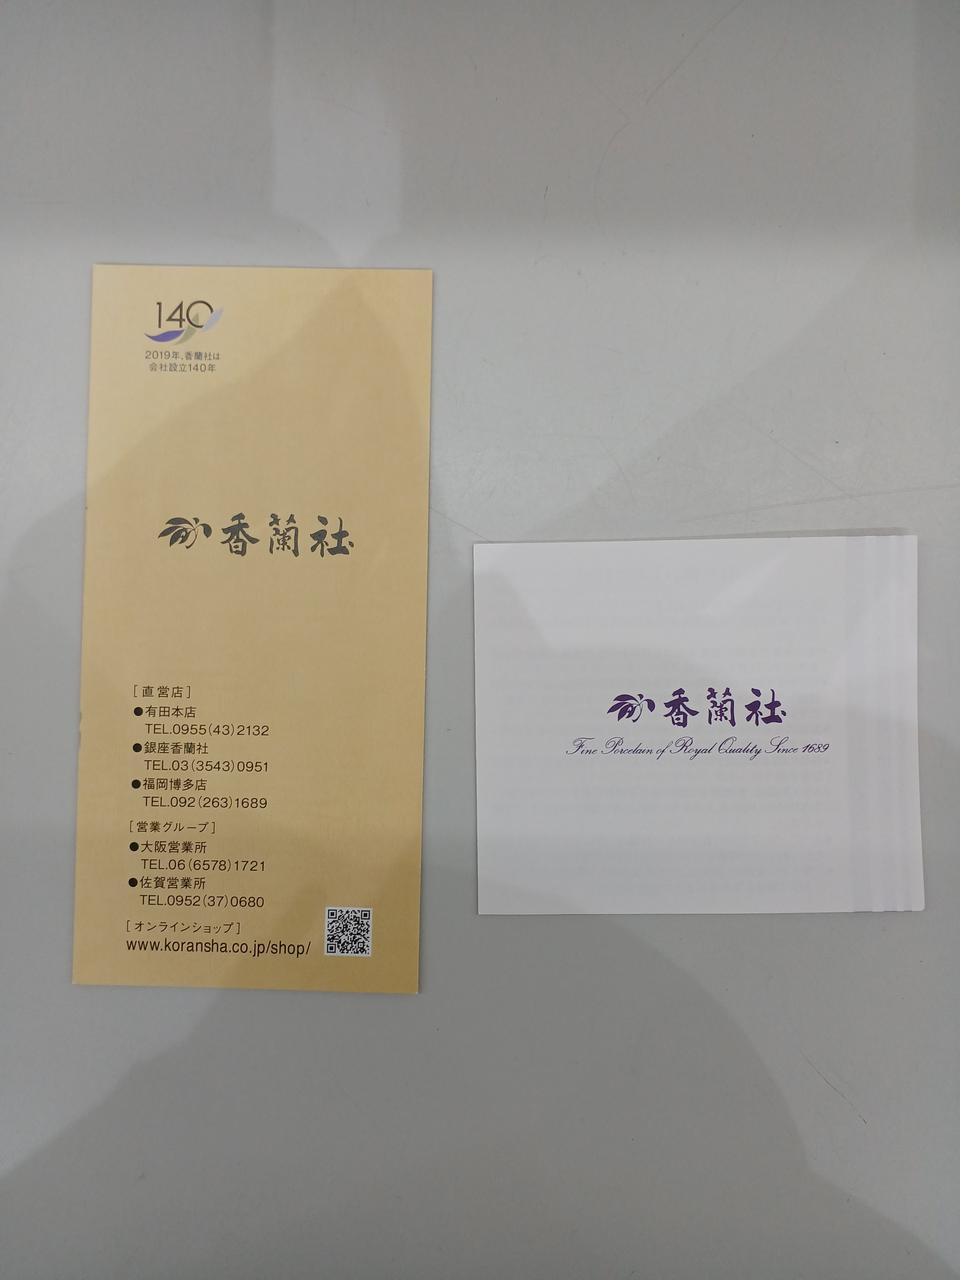 140
2019年、香蘭社は
会社設立140年
香蘭社
[直営店]
●有田本店
TEL.0955(43)2132
●銀座香蘭社
TEL.03(3543)0951
●福岡博多店
TEL.092(263)1689
[営業グループ]
●大阪営業所
TEL.06(6578)1721
●佐賀営業所
TEL.0952(37)0680
[オンラインショップ]
www.koransha.co.jp/shop/
香蘭社
Fine Porcelain of Royal Quality Since 1689